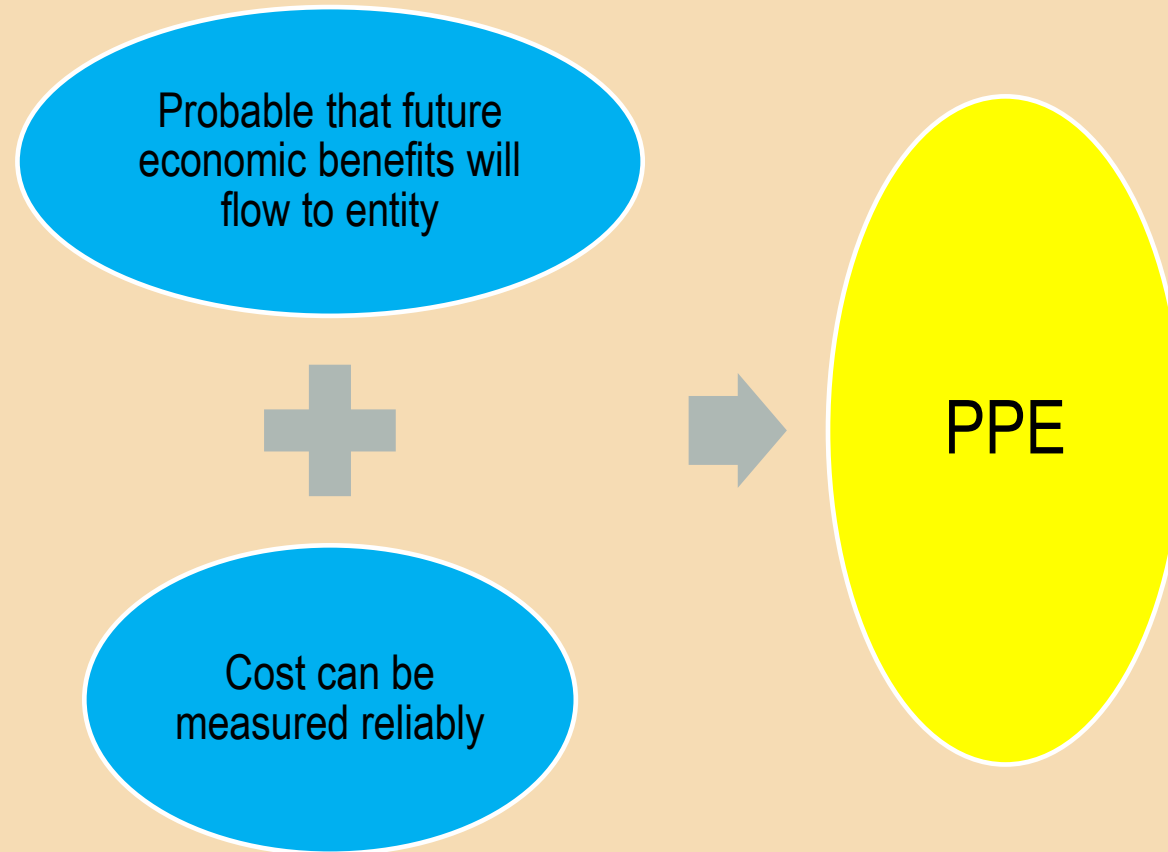 Probable that future
economic benefits will
flow to entity
Cost can be
measured reliably
PPE